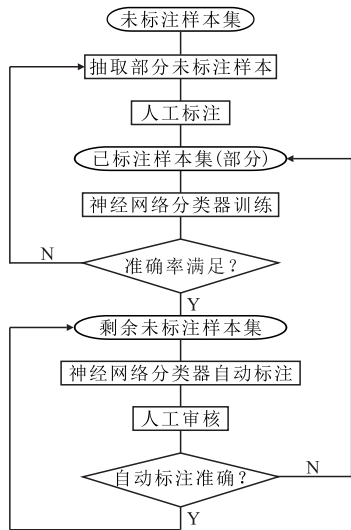 未标注样本集
抽取部分未标注样本
人工标注
已标注样本集(部分)
神经网络分类器训练
N
准确率满足?
Y
剩余未标注样本集
神经网络分类器自动标注
人工审核
自动标注准确?
N
Y